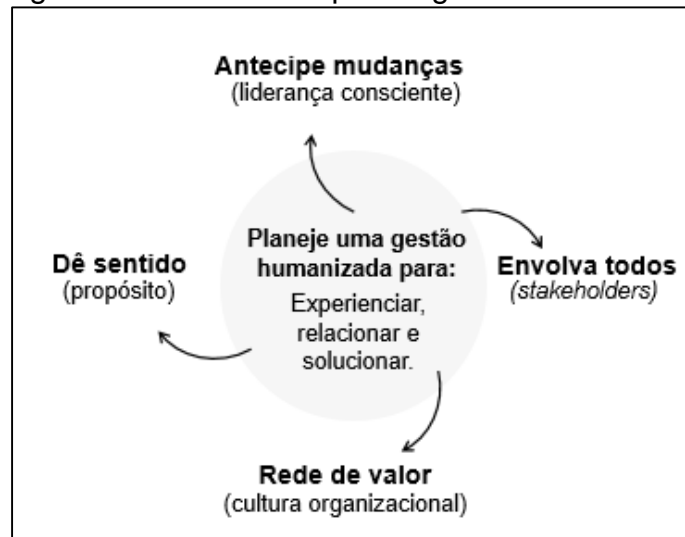 Antecipe mudanças
(liderança consciente)
Planeje uma gestão
humanizada para:
Experienciar,
relacionar e
solucionar.
Dê sentido
(propósito)
Envolva todos
(stakeholders)
Rede de valor
(cultura organizacional)